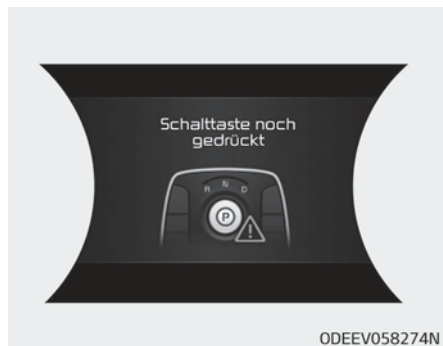 Schalttaste noch
gedrückt
R N D
P
ODEEV058274N